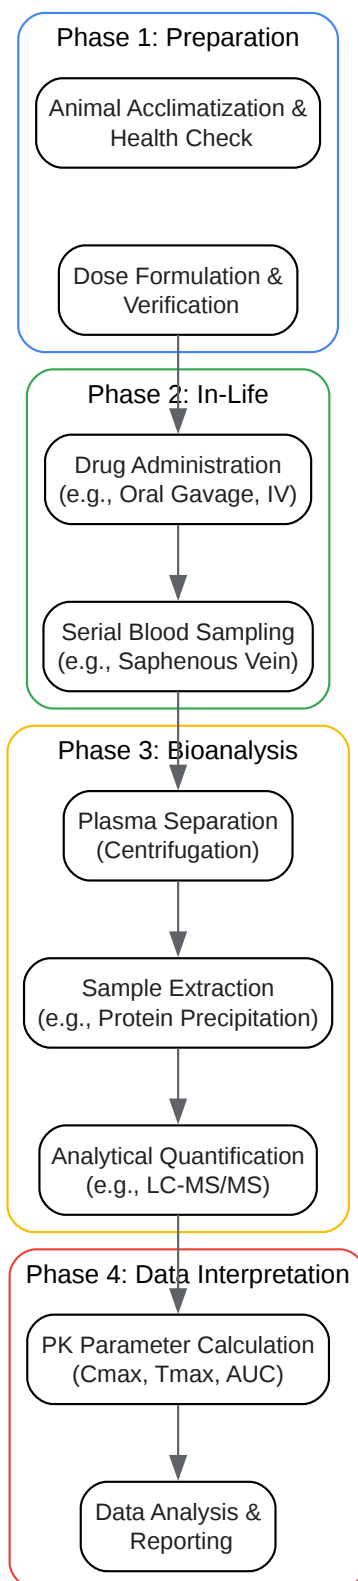 Phase 1: Preparation
Animal Acclimatization &
Health Check
Dose Formulation &
Verification
Phase 2: In-Life
Drug Administration
(e.g., Oral Gavage, IV)
Serial Blood Sampling
(e.g., Saphenous Vein)
Phase 3: Bioanalysis
Plasma Separation
(Centrifugation)
Sample Extraction
(e.g., Protein Precipitation)
Analytical Quantification
(e.g., LC-MS/MS)
Phase 4: Data Interpretation
PK Parameter Calculation
(Cmax, Tmax, AUC)
Data Analysis &
Reporting